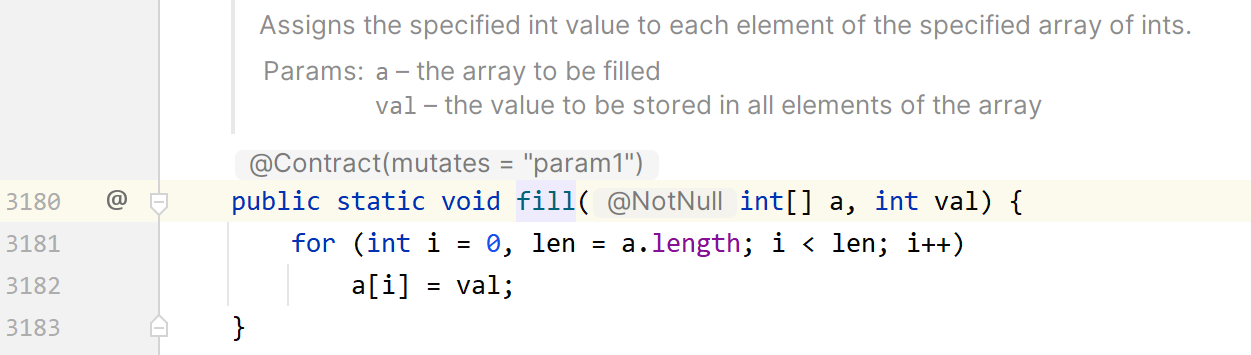 Assigns the specified int value to each element of the specified array of ints.
Params: a – the array to be filled
val – the value to be stored in all elements of the array
@Contract(mutates = "param1")
3180 @ public static void fill( @NotNull int[] a, int val) {
3181 for (int i = 0, len = a.length; i < len; i++)
3182 a[i] = val;
3183 }